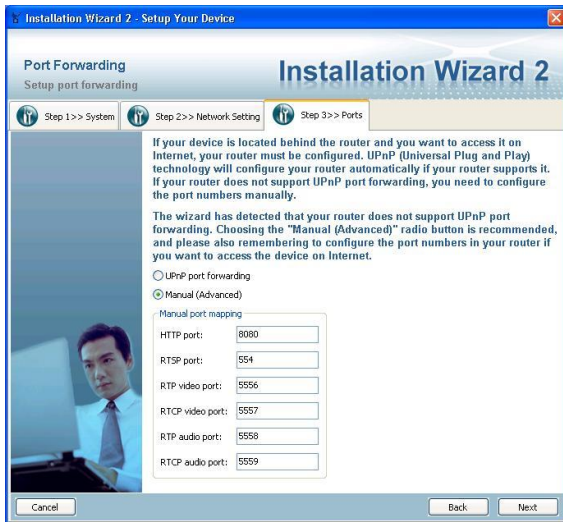 Installation Wizard 2 - Setup Your Device
Port Forwarding
Setup port forwarding
Installation Wizard 2
Step 1>> System
Step 2>> Network Setting
Step 3>> Ports
If your device is located behind the router and you want to access it on
Internet, your router must be configured. UPnP (Universal Plug and Play)
technology will configure your router automatically if your router supports it.
If your router does not support UPnP port forwarding, you need to configure
the port numbers manually.
The wizard has detected that your router does not support UPnP port
forwarding. Choosing the "Manual (Advanced)" radio button is recommended,
and please also remembering to configure the port numbers in your router if
you want to access the device on Internet.
UPnP port forwarding
Manual (Advanced)
Manual port mapping
HTTP port: 8080
RTSP port: 554
RTP video port: 5556
RTCP video port: 5557
RTP audio port: 5558
RTCP audio port: 5559
Cancel
Back
Next